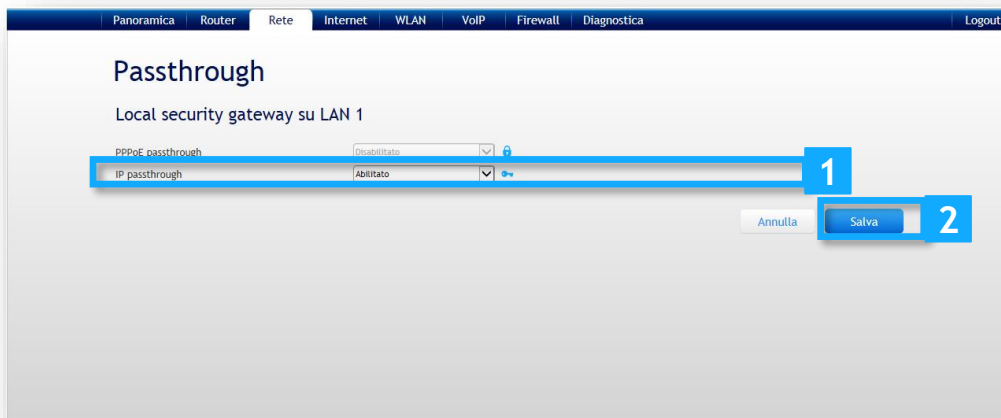 Panoramica Router Rete Internet WLAN VoIP Firewall Diagnostica Logout
Passthrough
Local security gateway su LAN 1
PPPoE passthrough Disabilitato
IP passthrough Abilitato
1
Annulla Salva 2